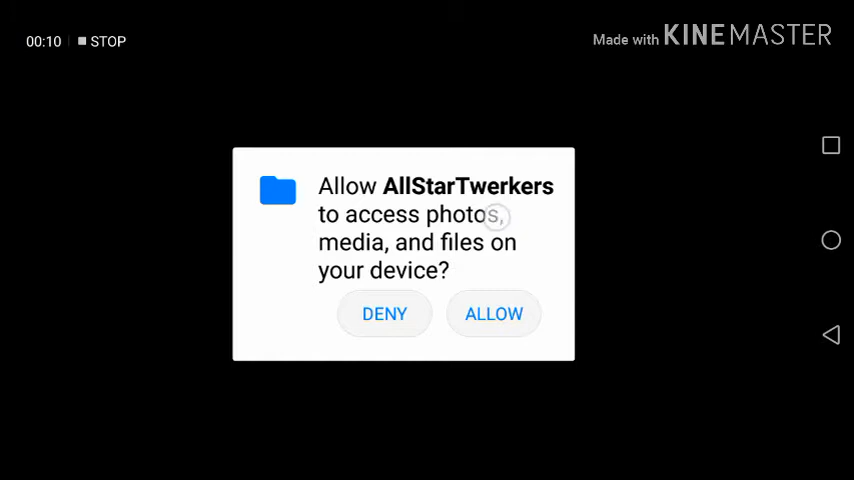 00:10 STOP
Made with KINEMASTER
Allow AllStarTwerkers
to access photos,
media, and files on
your device?
DENY ALLOW